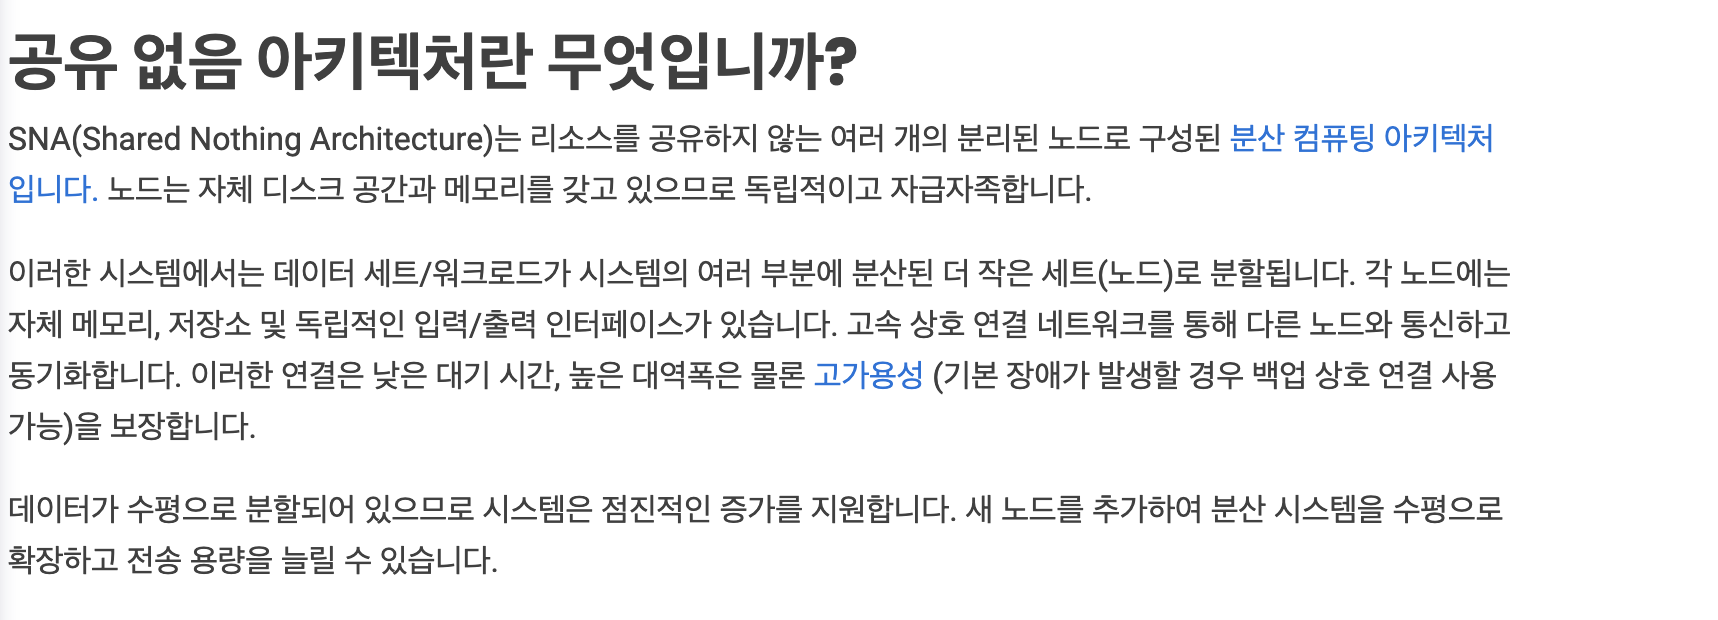 공유 없음 아키텍처란 무엇입니까?
SNA(Shared Nothing Architecture)는 리소스를 공유하지 않는 여러 개의 분리된 노드로 구성된 분산 컴퓨팅 아키텍처
입니다. 노드는 자체 디스크 공간과 메모리를 갖고 있으므로 독립적이고 자급자족합니다.
이러한 시스템에서는 데이터 세트/워크로드가 시스템의 여러 부분에 분산된 더 작은 세트(노드)로 분할됩니다. 각 노드에는
자체 메모리, 저장소 및 독립적인 입력/출력 인터페이스가 있습니다. 고속 상호 연결 네트워크를 통해 다른 노드와 통신하고
동기화합니다. 이러한 연결은 낮은 대기 시간, 높은 대역폭은 물론 고가용성 (기본 장애가 발생할 경우 백업 상호 연결 사용
가능)을 보장합니다.
데이터가 수평으로 분할되어 있으므로 시스템은 점진적인 증가를 지원합니다. 새 노드를 추가하여 분산 시스템을 수평으로
확장하고 전송 용량을 늘릴 수 있습니다.